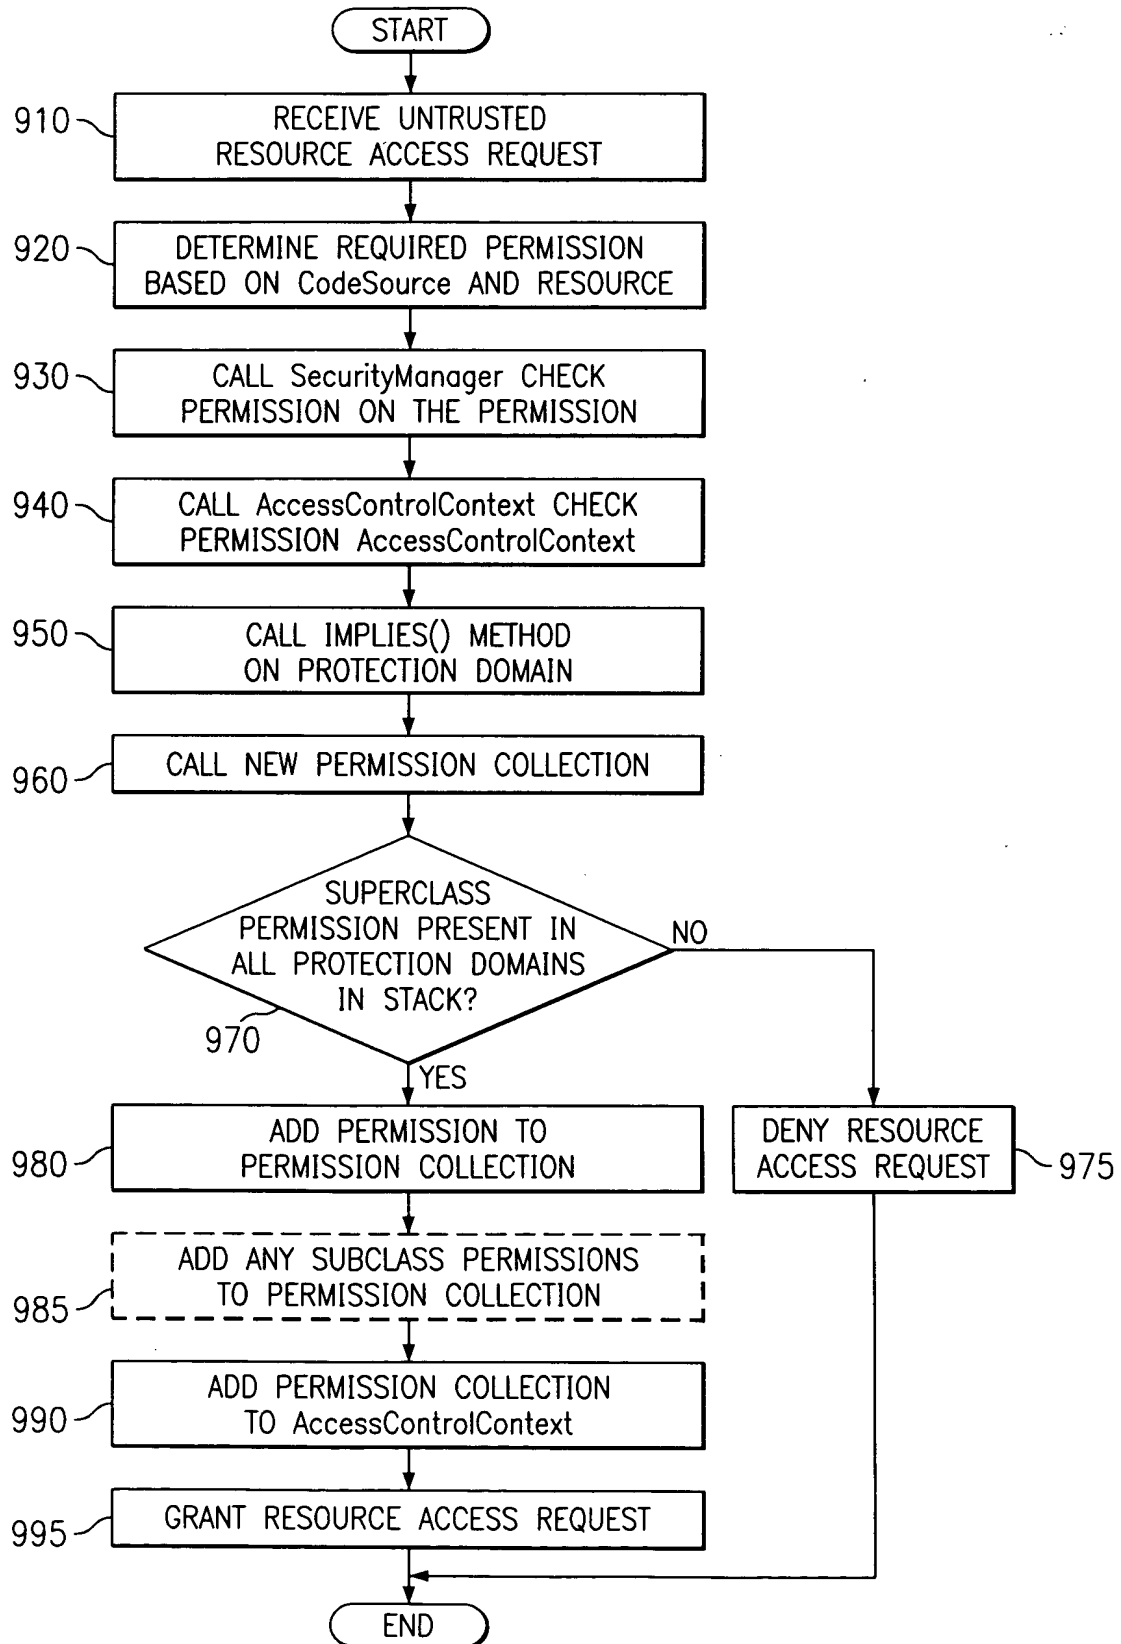 START
910
RECEIVE UNTRUSTED
RESOURCE ACCESS REQUEST
920
DETERMINE REQUIRED PERMISSION
BASED ON CodeSource AND RESOURCE
930
CALL SecurityManager CHECK
PERMISSION ON THE PERMISSION
940
CALL AccessControlContext CHECK
PERMISSION AccessControlContext
950
CALL IMPLIES() METHOD
ON PROTECTION DOMAIN
960
CALL NEW PERMISSION COLLECTION
SUPERCLASS
PERMISSION PRESENT IN
ALL PROTECTION DOMAINS
IN STACK?
970
NO
YES
980
ADD PERMISSION TO
PERMISSION COLLECTION
DENY RESOURCE
ACCESS REQUEST
975
985
ADD ANY SUBCLASS PERMISSIONS
TO PERMISSION COLLECTION
990
ADD PERMISSION COLLECTION
TO AccessControlContext
995
GRANT RESOURCE ACCESS REQUEST
END